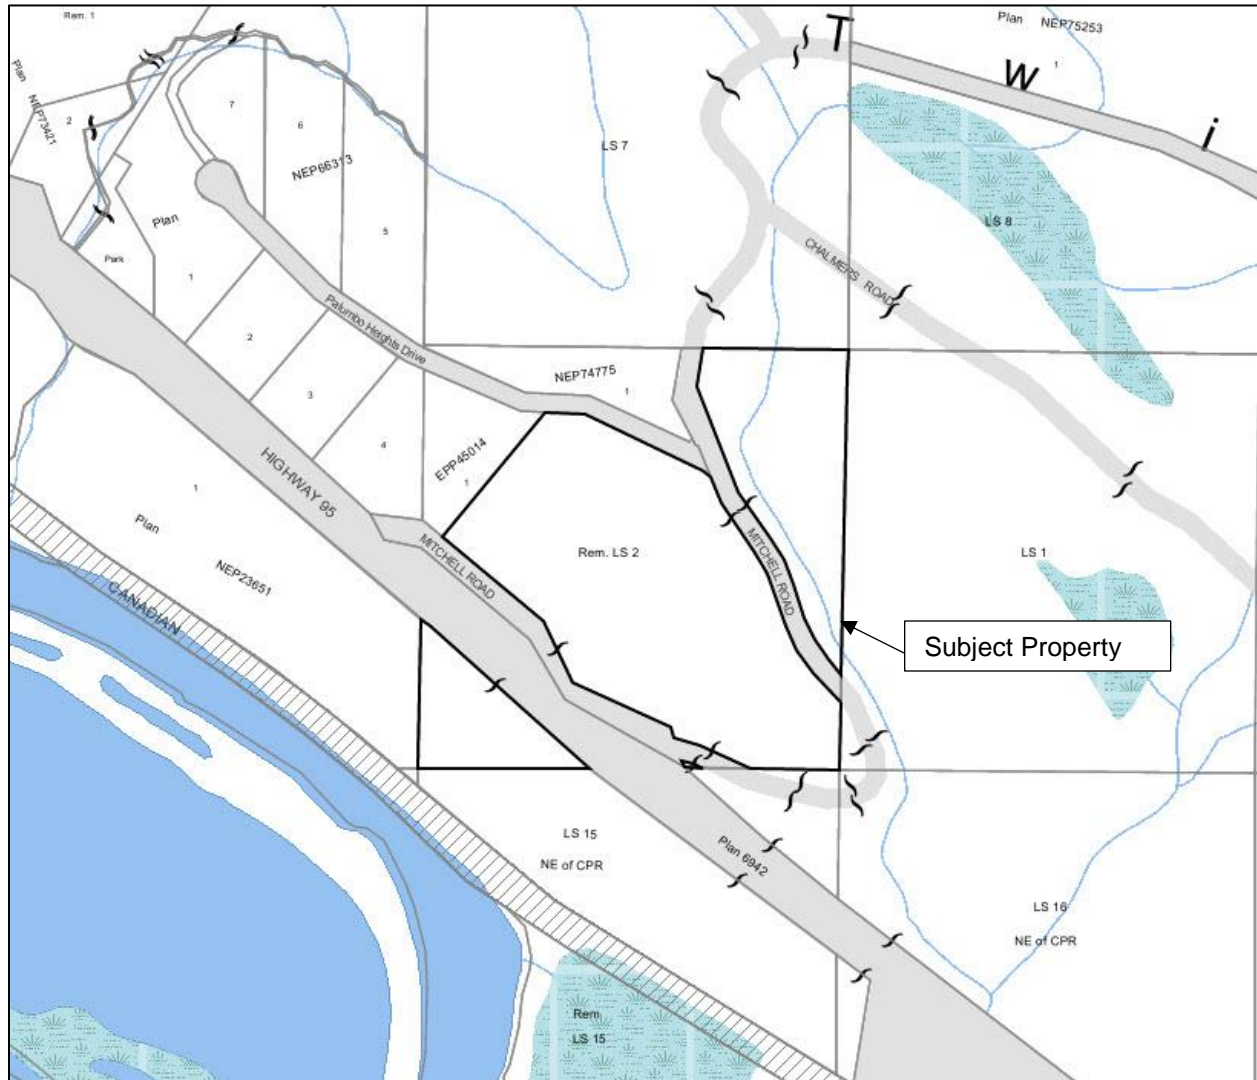 Rem. 1
Plan NEP75253
T
w
i
1
Plan NEP73421
2
7
6
NEP66313
5
LS 7
Plan
1
Park
LS 8
CHALMERS ROAD
2
Palumbo Heights Drive
3
NEP74775
1
4
EPP45014
1
HIGHWAY 95
1
Plan
NEP23651
MITCHELL ROAD
Rem. LS 2
MITCHELL ROAD
LS 1
CANADIAN
Subject Property
LS 15
NE of CPR
Plan 6942
LS 16
NE of CPR
Rem
LS 15